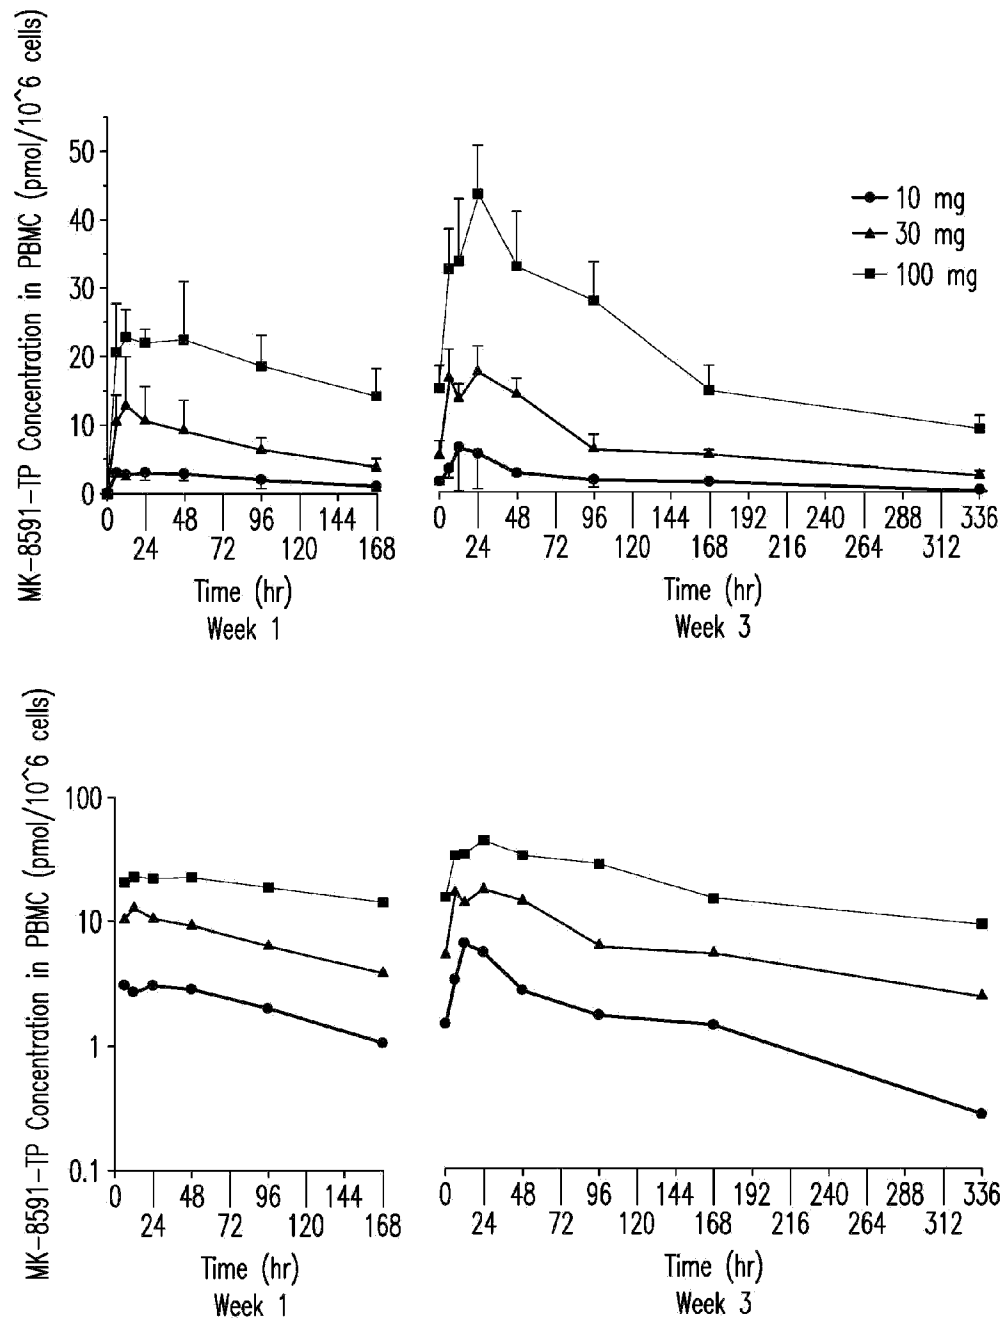 MK-8591-TP Concentration in PBMC (pmol/10^6 cells)
50
40
30
20
10
0
0 48 96 144
24 72 120 168
Time (hr)
Week 1
0 48 96 144 192 240 288 336
24 72 120 168 216 264 312
Time (hr)
Week 3
10 mg
30 mg
100 mg
MK-8591-TP Concentration in PBMC (pmol/10^6 cells)
100
10
1
0.1
0 48 96 144
24 72 120 168
Time (hr)
Week 1
0 48 96 144 192 240 288 336
24 72 120 168 216 264 312
Time (hr)
Week 3